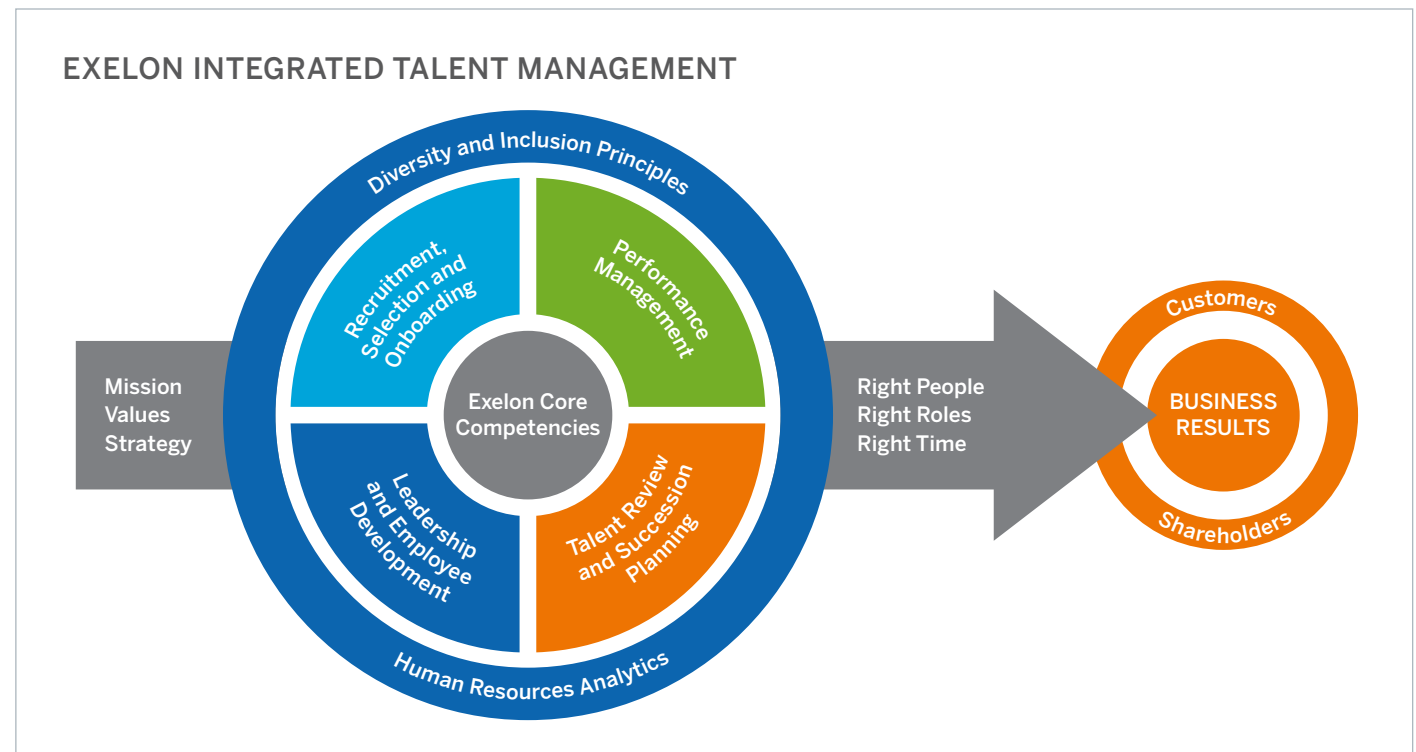 EXELON INTEGRATED TALENT MANAGEMENT
Diversity and Inclusion Principles
Recruitment,
Selection and
Onboarding
Performance
Management
Mission
Values
Strategy
Exelon Core
Competencies
Leadership
and Employee
Development
Talent Review
and Succession
Planning
Human Resources Analytics
Right People
Right Roles
Right Time
Customers
BUSINESS
RESULTS
Shareholders